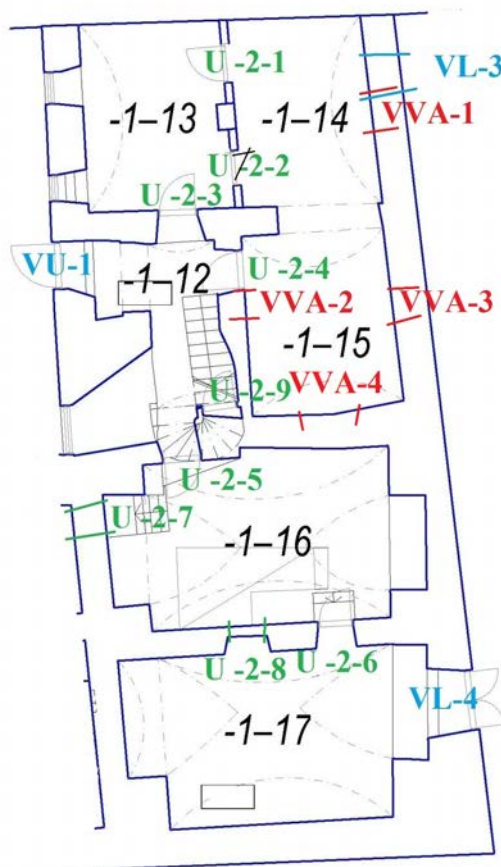 U -2-1
VL-3
-1–13
-1–14
VVA-1
U -2-2
U -2-3
VU-1
-1–12
U -2-4
VVA-2
VVA-3
-1–15
U -2-9
VVA-4
U -2-5
U -2-7
-1–16
U -2-8
U -2-6
VL-4
-1–17